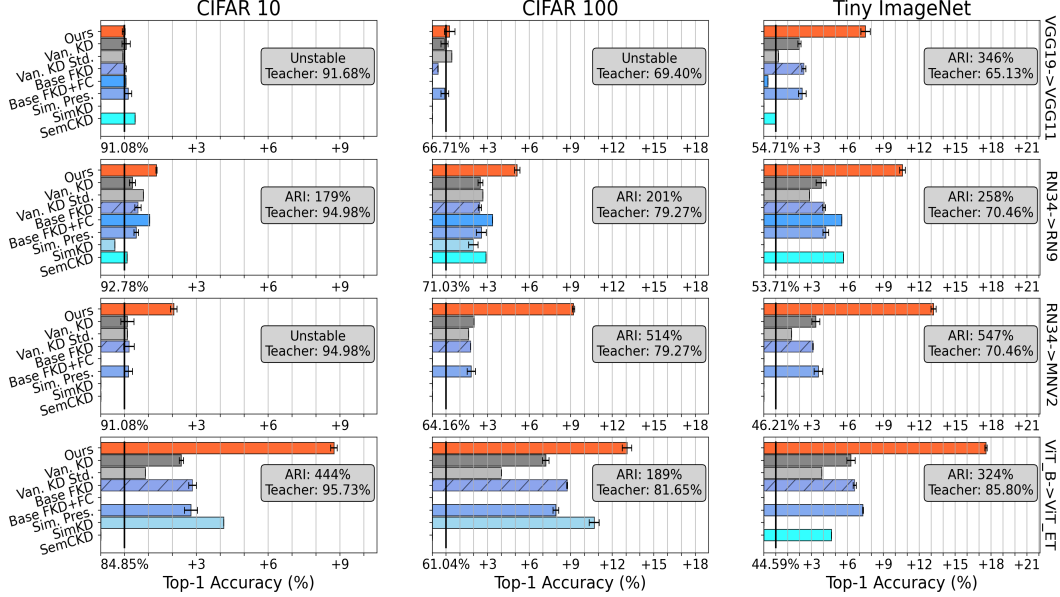 CIFAR 10
CIFAR 100
Tiny ImageNet
Ours
Van. KD
Van. KD Std.
Base FKD
Base FKD+FC
Sim. Pres.
SimKD
SemCKD
Unstable
Teacher: 91.68%
91.08%
+3
+6
+9
Unstable
Teacher: 69.40%
66.71%
+3
+6
+9
+12
+15
+18
ARI: 346%
Teacher: 65.13%
54.71%
+3
+6
+9
+12
+15
+18
+21
VGG19->VGG11
Ours
Van. KD
Van. KD Std.
Base FKD
Base FKD+FC
Sim. Pres.
SimKD
SemCKD
ARI: 179%
Teacher: 94.98%
92.78%
+3
+6
+9
ARI: 201%
Teacher: 79.27%
71.03%
+3
+6
+9
+12
+15
+18
ARI: 258%
Teacher: 70.46%
53.71%
+3
+6
+9
+12
+15
+18
+21
RN34->RN9
Ours
Van. KD
Van. KD Std.
Base FKD
Base FKD+FC
Sim. Pres.
SimKD
SemCKD
Unstable
Teacher: 94.98%
91.08%
+3
+6
+9
ARI: 514%
Teacher: 79.27%
64.16%
+3
+6
+9
+12
+15
+18
ARI: 547%
Teacher: 70.46%
46.21%
+3
+6
+9
+12
+15
+18
+21
RN34->MNV2
Ours
Van. KD
Van. KD Std.
Base FKD
Base FKD+FC
Sim. Pres.
SimKD
SemCKD
ARI: 444%
Teacher: 95.73%
84.85%
+3
+6
+9
Top-1 Accuracy (%)
ARI: 189%
Teacher: 81.65%
61.04%
+3
+6
+9
+12
+15
+18
Top-1 Accuracy (%)
ARI: 324%
Teacher: 85.80%
44.59%
+3
+6
+9
+12
+15
+18
+21
Top-1 Accuracy (%)
ViT_B->ViT_ET